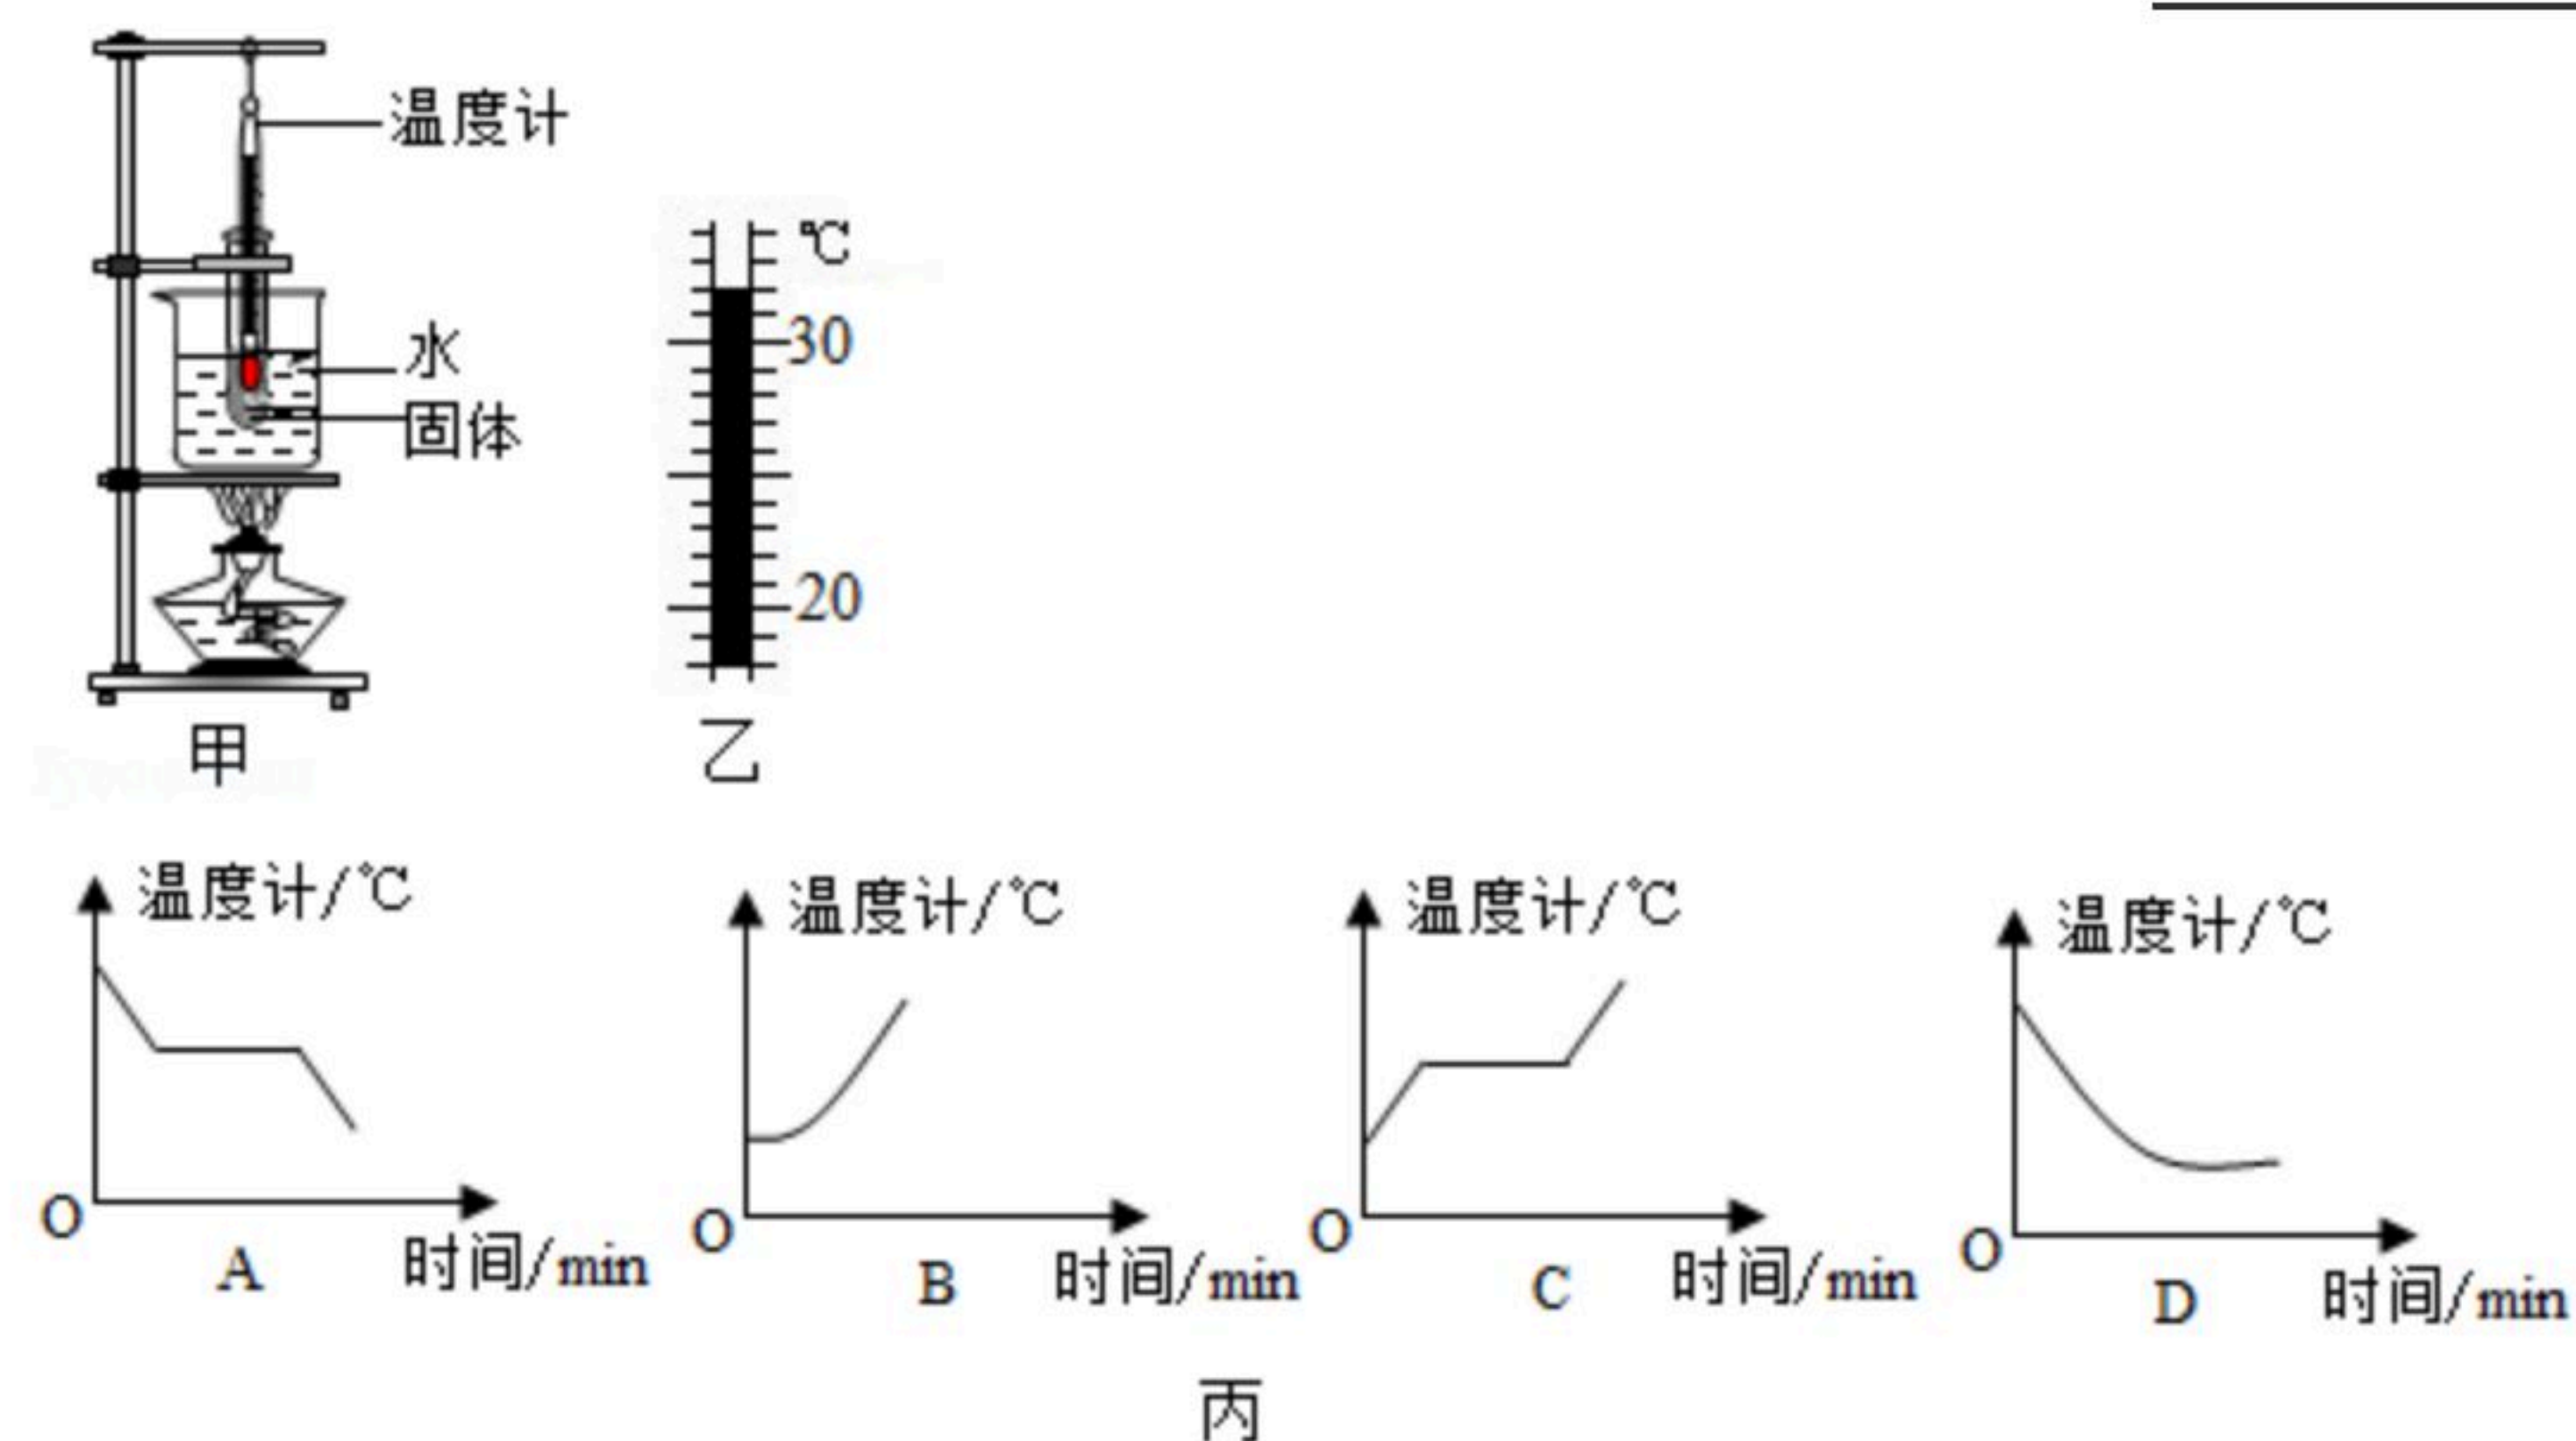 温度计
水
固体
甲
℃
30
20
乙
温度计/℃
O
时间/min
A
温度计/℃
O
时间/min
B
温度计/℃
O
时间/min
C
温度计/℃
O
时间/min
D
丙